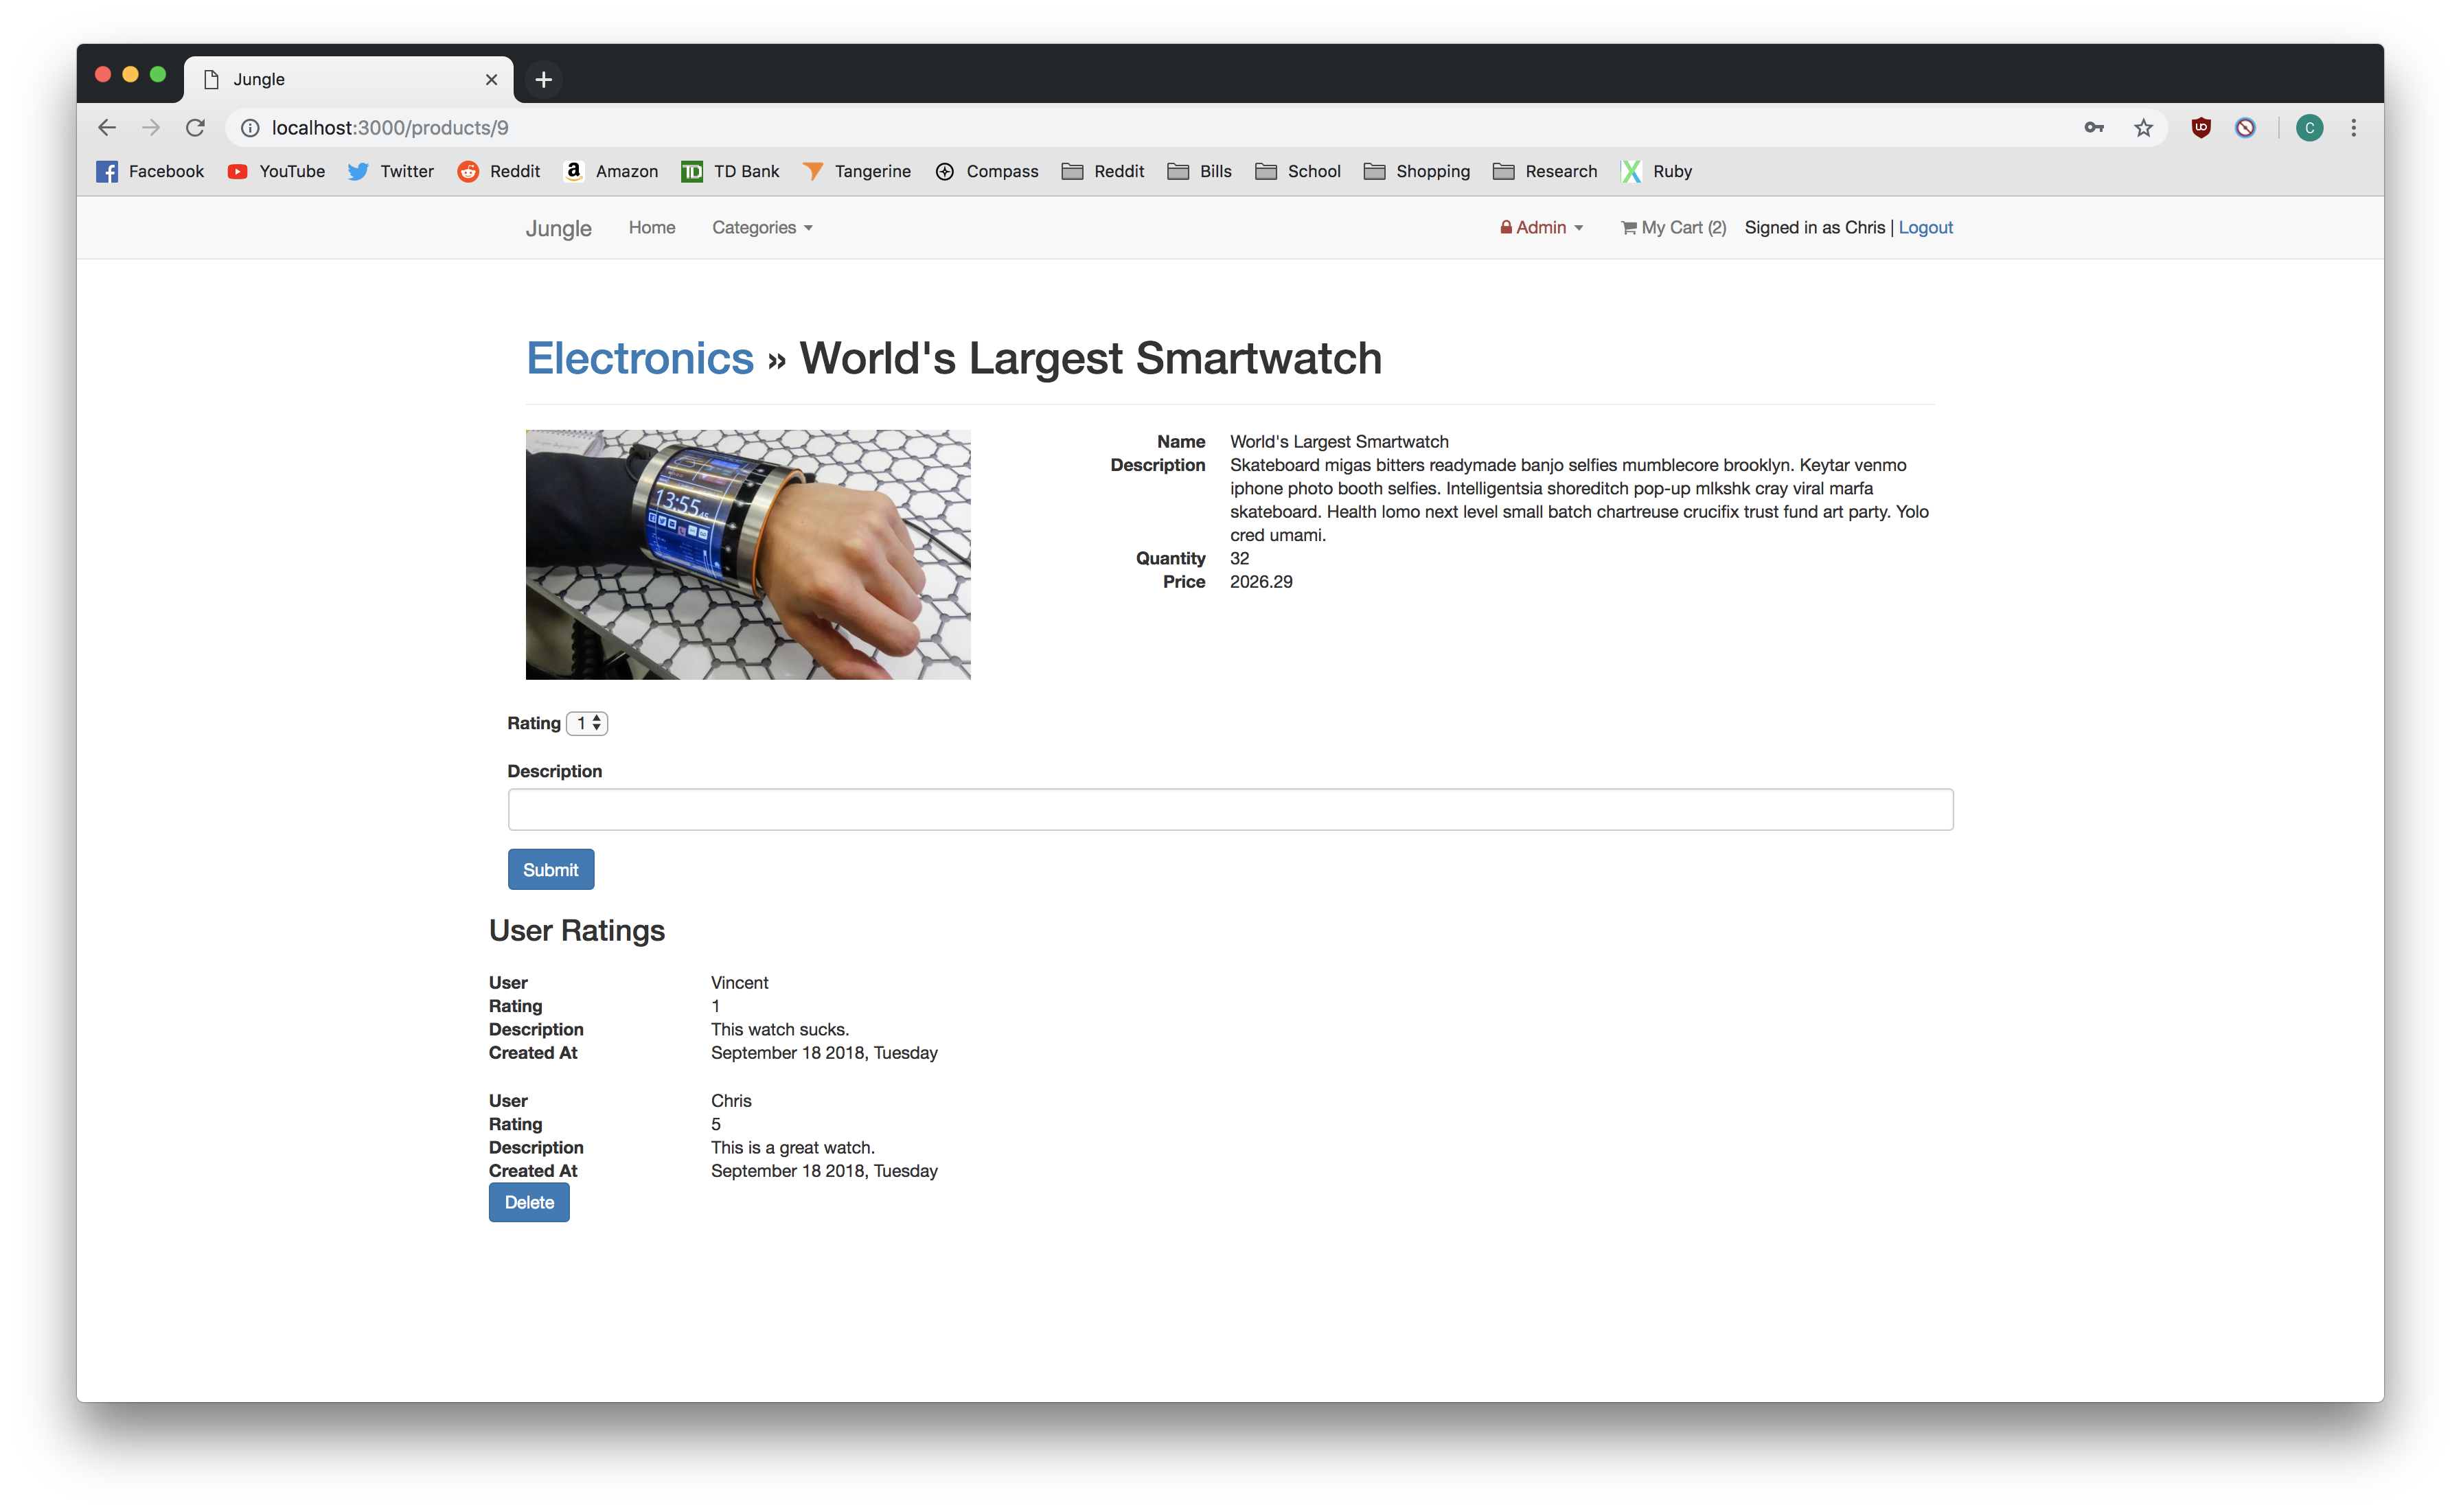 Jungle
localhost:3000/products/9
C
Facebook YouTube Twitter Reddit Amazon TD Bank Tangerine Compass Reddit Bills School Shopping Research Ruby
Jungle Home Categories Admin My Cart (2) Signed in as Chris | Logout
Electronics » World's Largest Smartwatch
13:55
Name World's Largest Smartwatch
Description Skateboard migas bitters readymade banjo selfies mumblecore brooklyn. Keytar venmo
iphone photo booth selfies. Intelligentsia shoreditch pop-up mlkshk cray viral marfa
skateboard. Health lomo next level small batch chartreuse crucifix trust fund art party. Yolo
cred umami.
Quantity 32
Price 2026.29
Rating 1
Description
Submit
User Ratings
User Vincent
Rating 1
Description This watch sucks.
Created At September 18 2018, Tuesday
User Chris
Rating 5
Description This is a great watch.
Created At September 18 2018, Tuesday
Delete